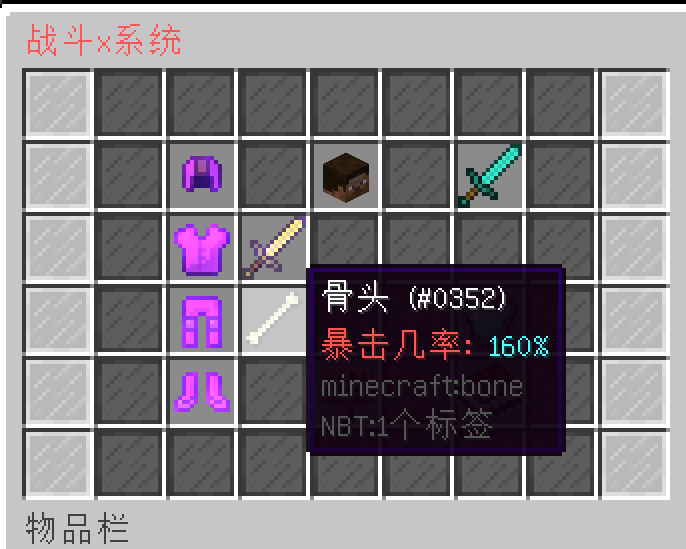 战斗x系统
骨头 (#0352)
暴击几率: 160%
minecraft:bone
NBT:1个标签
物品栏